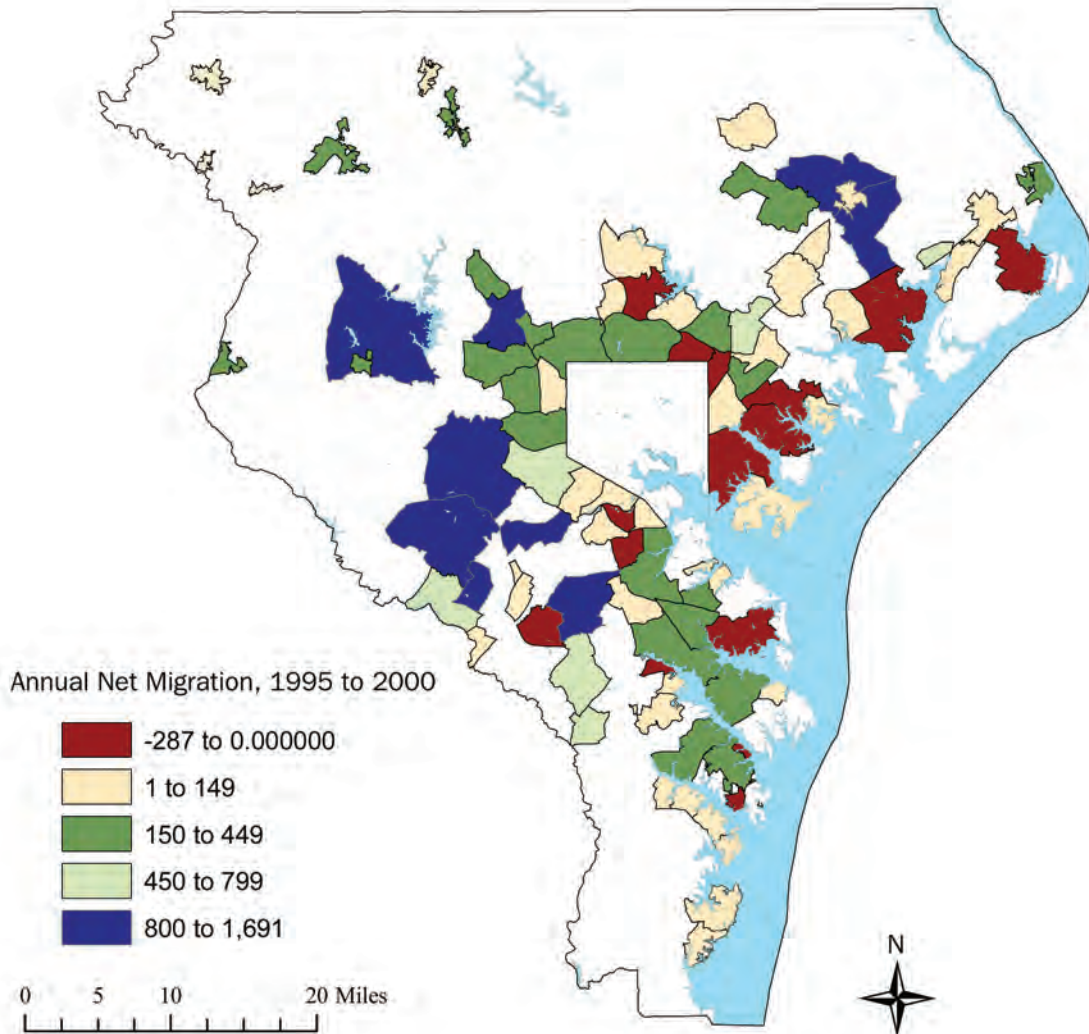 N
Annual Net Migration, 1995 to 2000
-287 to 0.000000
1 to 149
150 to 449
450 to 799
800 to 1,691
0 5 10 20 Miles